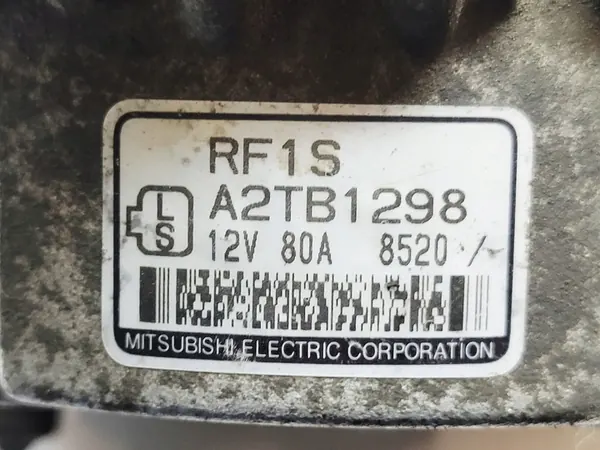 RF1S
L A2TB1298
S 12V 80A 8520 /
MITSUBISHI ELECTRIC CORPORATION